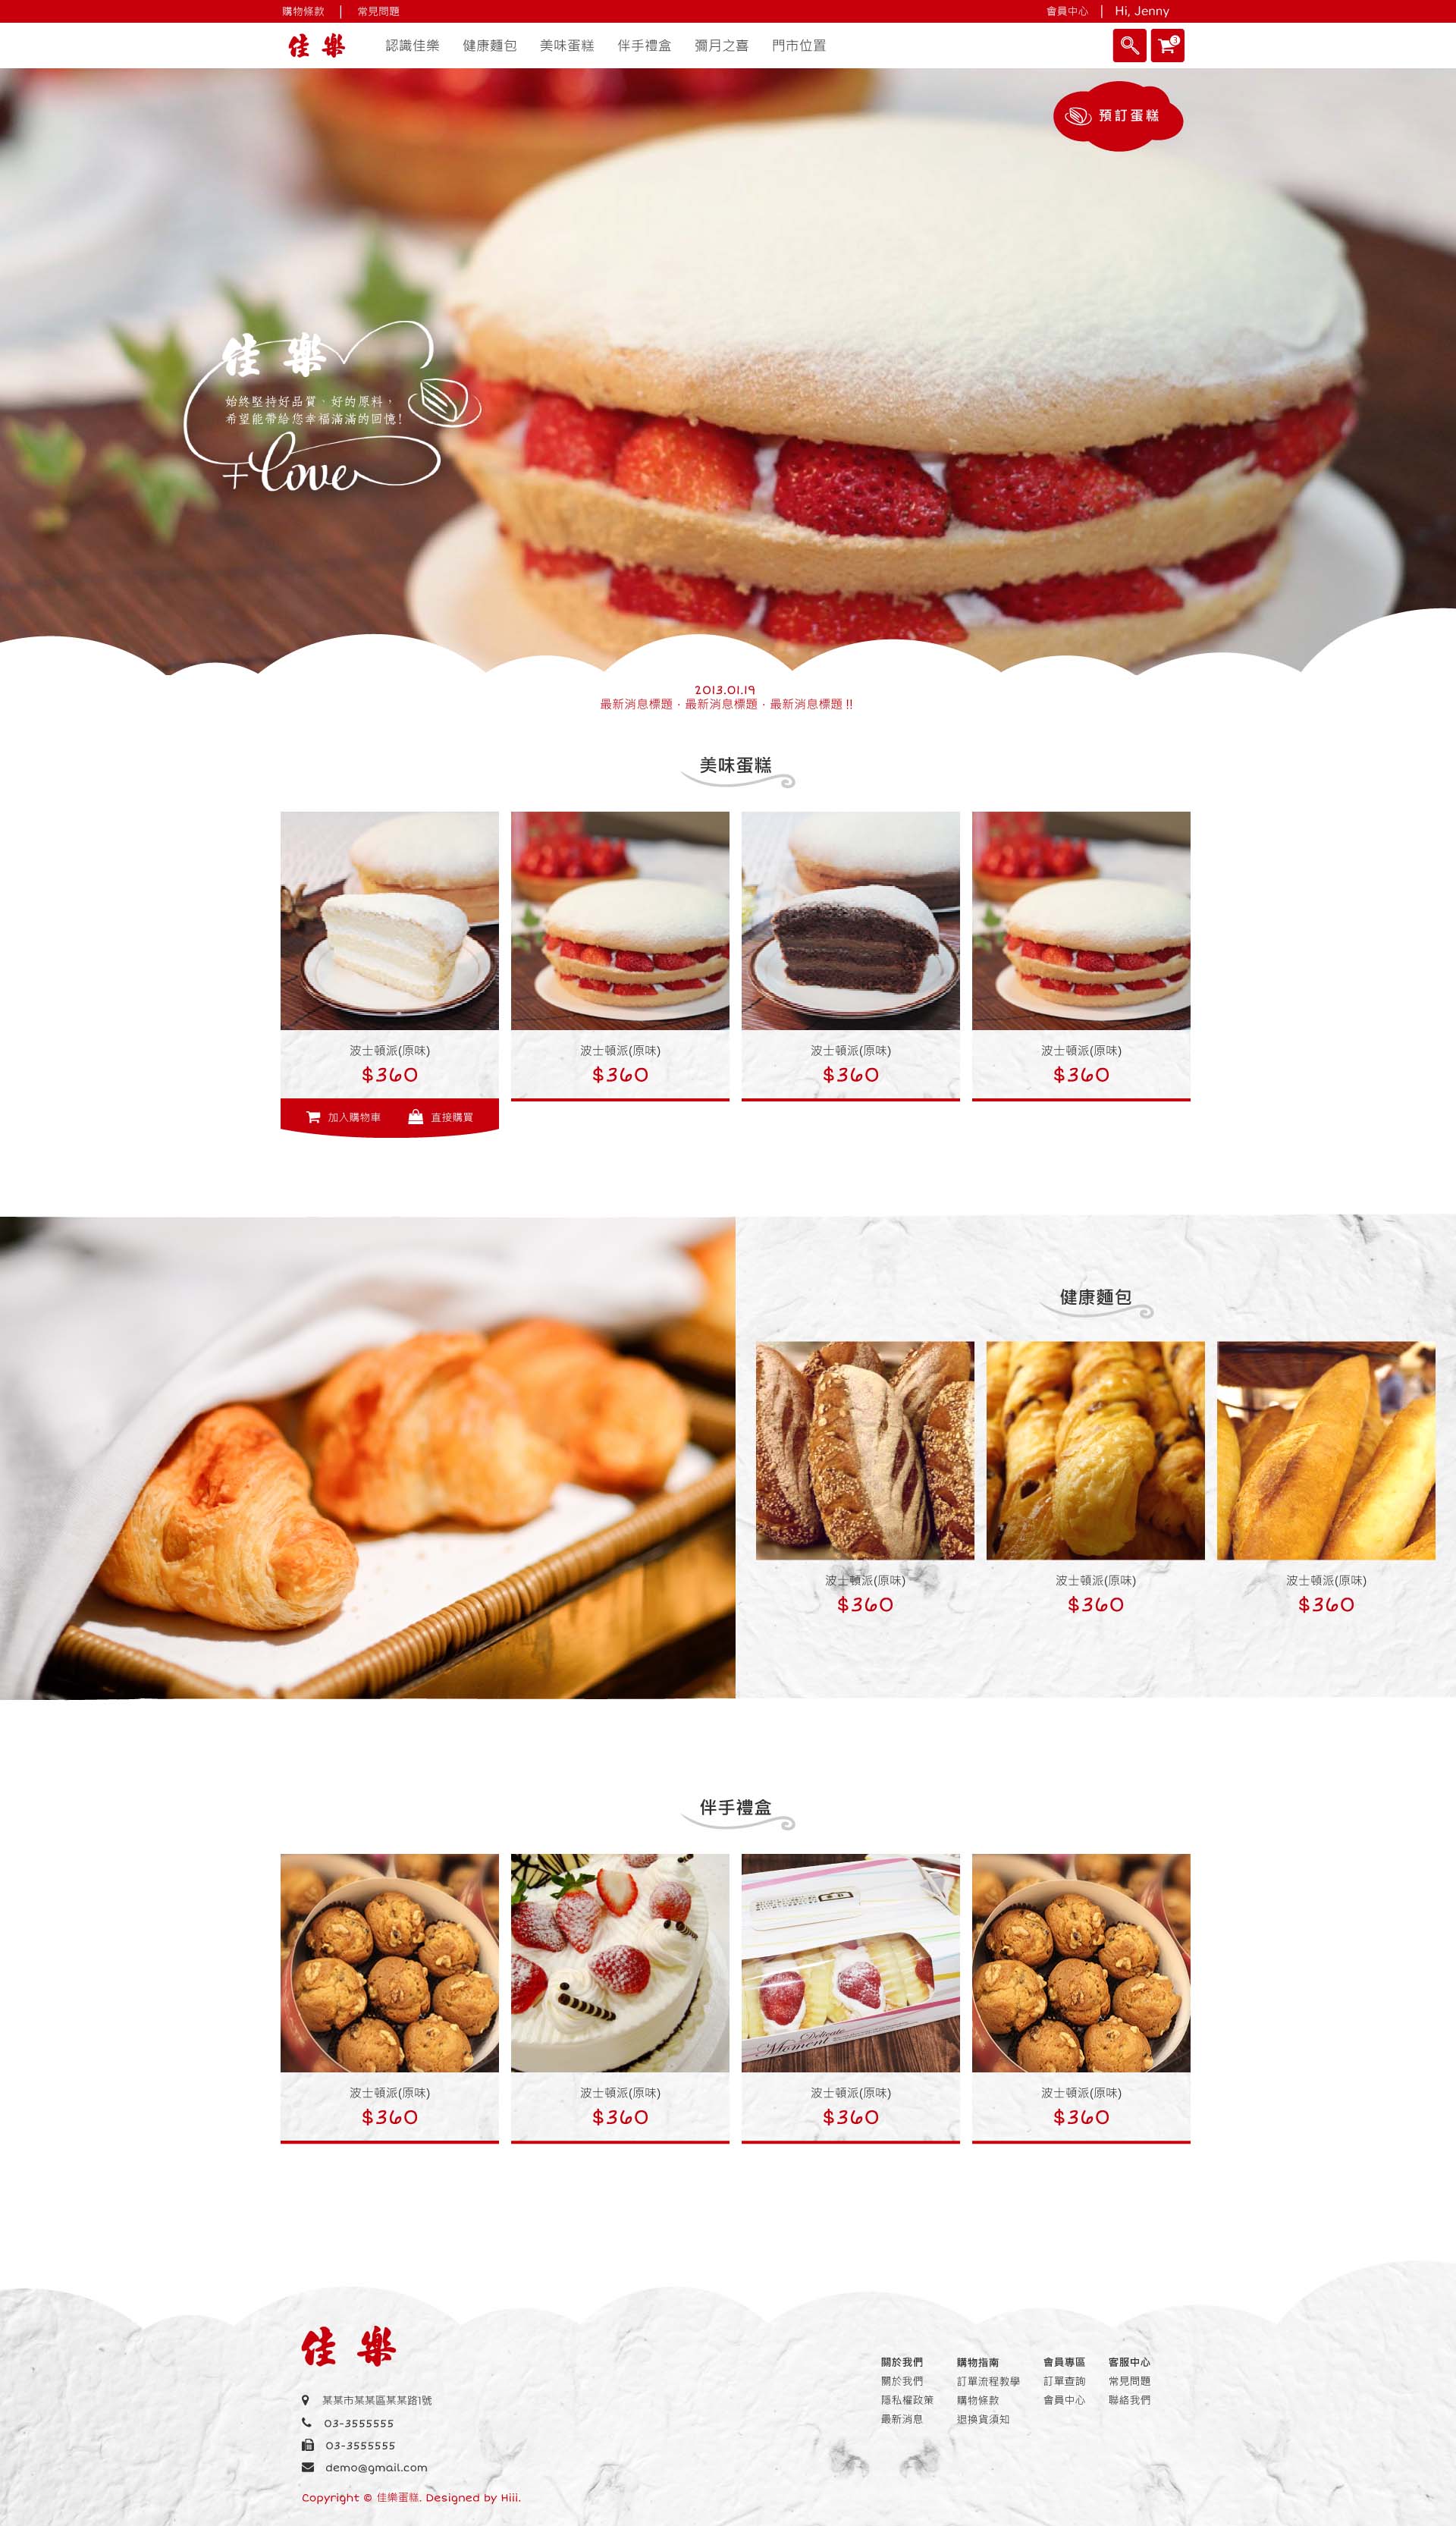 購物條款 | 常見問題
會員中心 | Hi, Jenny
佳樂 認識佳樂 健康麵包 美味蛋糕 伴手禮盒 彌月之喜 門市位置
3
預訂蛋糕
佳樂
始終堅持好品質、好的原料，
希望能帶給您幸福滿滿的回憶!
+Love
2013.01.19
最新消息標題．最新消息標題．最新消息標題 !!
美味蛋糕
波士頓派(原味) 波士頓派(原味) 波士頓派(原味) 波士頓派(原味)
$360 $360 $360 $360
加入購物車 直接購買
健康麵包
波士頓派(原味) 波士頓派(原味) 波士頓派(原味)
$360 $360 $360
伴手禮盒
Delicate
Moment
波士頓派(原味) 波士頓派(原味) 波士頓派(原味) 波士頓派(原味)
$360 $360 $360 $360
佳樂
某某市某某區某某路1號
03-3555555
03-3555555
demo@gmail.com
Copyright © 佳樂蛋糕. Designed by Hiii.
關於我們
關於我們
隱私權政策
最新消息
購物指南
訂單流程教學
購物條款
退換貨須知
會員專區
訂單查詢
會員中心
客服中心
常見問題
聯絡我們